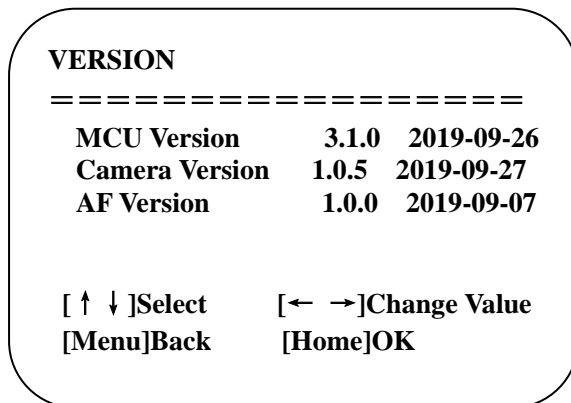 VERSION
=================
MCU Version 3.1.0 2019-09-26
Camera Version 1.0.5 2019-09-27
AF Version 1.0.0 2019-09-07
[↑ ↓]Select [← →]Change Value
[Menu]Back [Home]OK